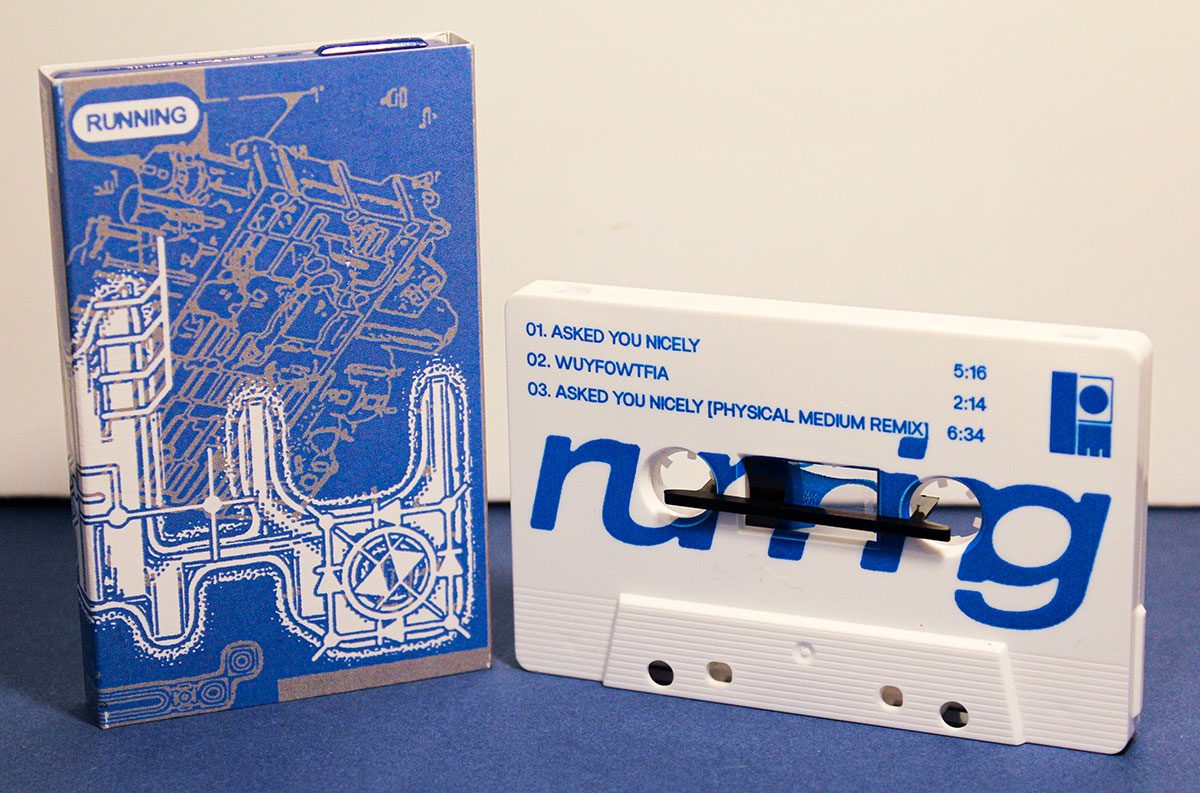 RUNNING
01. ASKED YOU NICELY 5:16
02. WUYFOWTFIA 2:14
03. ASKED YOU NICELY [PHYSICAL MEDIUM REMIX] 6:34
running